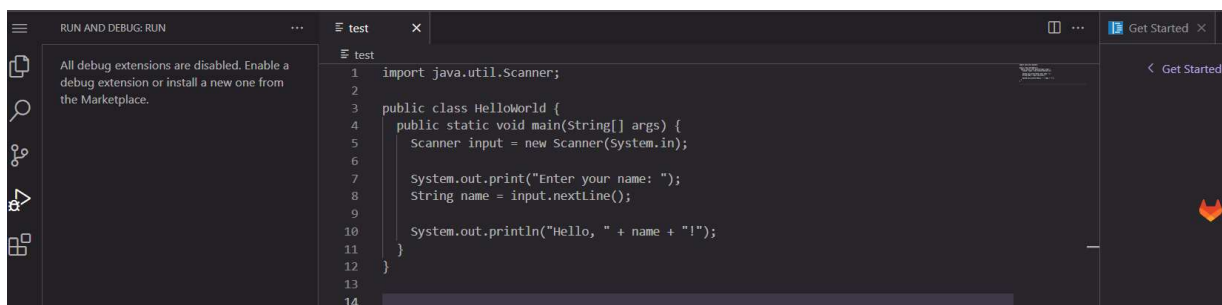 RUN AND DEBUG: RUN
All debug extensions are disabled. Enable a
debug extension or install a new one from
the Marketplace.
test
test
1 import java.util.Scanner;
2
3 public class HelloWorld {
4   public static void main(String[] args) {
5     Scanner input = new Scanner(System.in);
6
7     System.out.print("Enter your name: ");
8     String name = input.nextLine();
9
10     System.out.println("Hello, " + name + "!");
11   }
12 }
13
14
Get Started
Get Started